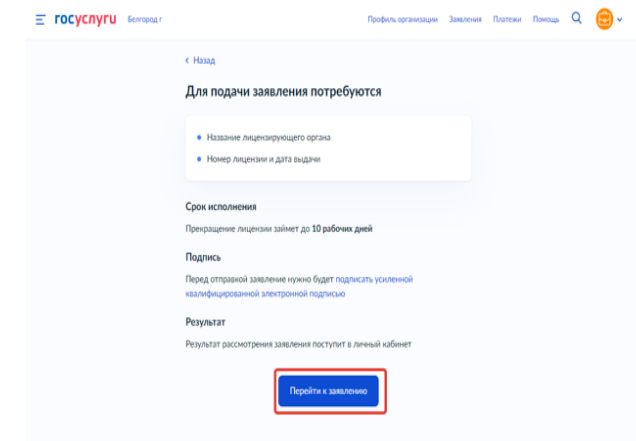 госуслуги Белгород г Профиль организации Заявления Платежи Помощь
Назад
Для подачи заявления потребуются
Название лицензирующего органа
Номер лицензии и дата выдачи
Срок исполнения
Прекращение лицензии займет до 10 рабочих дней
Подпись
Перед отправкой заявление нужно будет подписать усиленной
квалифицированной электронной подписью
Результат
Результат рассмотрения заявления поступит в личный кабинет
Перейти к заявлению